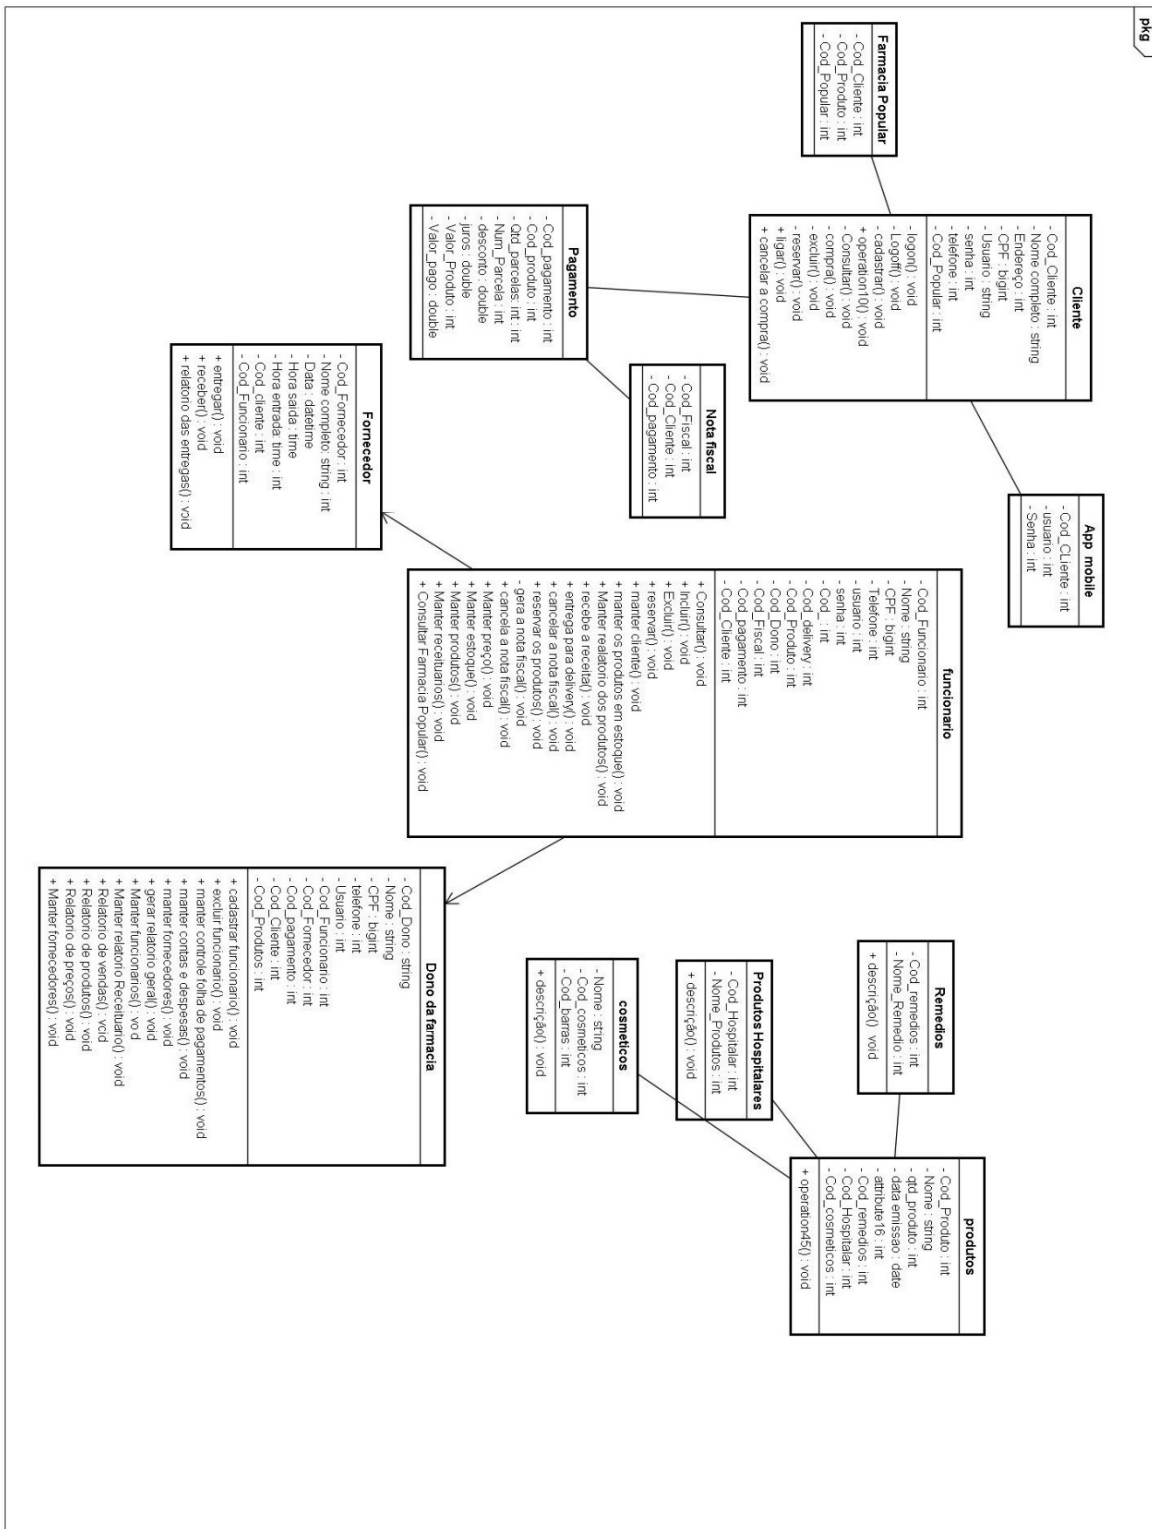 pkg
Farmacia Popular
- Cod_Cliente : int
- Cod_Produto : int
- Cod_Popular : int
Cliente
- Cod_Cliente : int
- Nome completo : string
- Endereço : int
- CPF : bigint
- Usuario : string
- senha : int
- telefone : int
- Cod_Popular : int
- logon() : void
- Logoff() : void
- cadastrar() : void
+ operation10() : void
- Consultar() : void
- compra() : void
- excluir() : void
- reservar() : void
+ ligar() : void
+ cancelar a compra() : void
App mobile
- Cod_CLiente : int
- usuario : int
- Senha : int
Pagamento
- Cod_pagamento : int
- Cod_produto : int
- Qtd_parcelas: int : int
- Num_Parcela : int
- desconto : double
- juros : double
- Valor_Produto : int
- Valor_pago : double
Nota fiscal
- Cod_Fiscal : int
- Cod_Cliente : int
- Cod_pagamento : int
Fornecedor
- Cod_Fornecedor : int
- Nome completo: string : int
- Data : datetime
- Hora saida : time
- Hora entrada: time : int
- Cod_cliente : int
- Cod_Funcionario : int
+ entregar() : void
+ receber() : void
+ relatorio das entregas() : void
funcionario
- Cod_Funcionario : int
- Nome : string
- CPF : bigint
- Telefone : int
- usuario : int
- senha : int
- Cod_ : int
- Cod_delivery : int
- Cod_Produto : int
- Cod_Dono : int
- Cod_Fiscal : int
- Cod_pagamento : int
- Cod_Cliente : int
+ Consultar() : void
+ Incluir() : void
+ Excluir() : void
- reservar() : void
+ manter cliente() : void
+ manter os produtos em estoque() : void
+ Manter realatorio dos produtos() : void
+ recebe a receita() : void
+ entrega para delivery() : void
+ cancelar a nota fiscal() : void
+ reservar os produtos() : void
- gera a nota fiscal() : void
+ cancela a nota fiscal() : void
+ Manter preço() : void
+ Manter estoque() : void
+ Manter produtos() : void
+ Manter receituarios() : void
+ Consultar Farmacia Popular() : void
Dono da farmacia
- Cod_Dono : string
- Nome : string
- CPF : bigint
- telefone : int
- Usuario : int
- Cod_Funcionario : int
- Cod_Fornecedor : int
- Cod_pagamento : int
- Cod_Cliente : int
- Cod_Produtos : int
+ cadastrar funcionario() : void
+ excluir funcionario() : void
+ manter controle folha de pagamentos() : void
+ manter contas e despesas() : void
+ manter fornecedores() : void
+ gerar relatorio geral() : void
+ Manter funcionarios() : vo d
+ Manter relatorio Receituario() : void
+ Relatorio de vendas() : void
+ Relatorio de produtos() : void
+ Relatorio de preços() : void
+ Manter fornecedores() : void
Remedios
- Cod_remedios : int
- Nome_Remedio : int
+ descrição() void
Produtos Hospitalares
- Cod_Hospitalar : int
- Nome_Produtos : int
+ descrição() : void
cosmeticos
- Nome : string
- Cod_cosmeticos : int
- Cod_barras : int
+ descrição() : void
produtos
- Cod_Produto : int
- Nome : string
- qtd_produto : int
- data emissao : date
- attribute16 : int
- Cod_remedios : int
- Cod_Hospitalar : int
- Cod_cosmeticos : int
+ operation45() : void